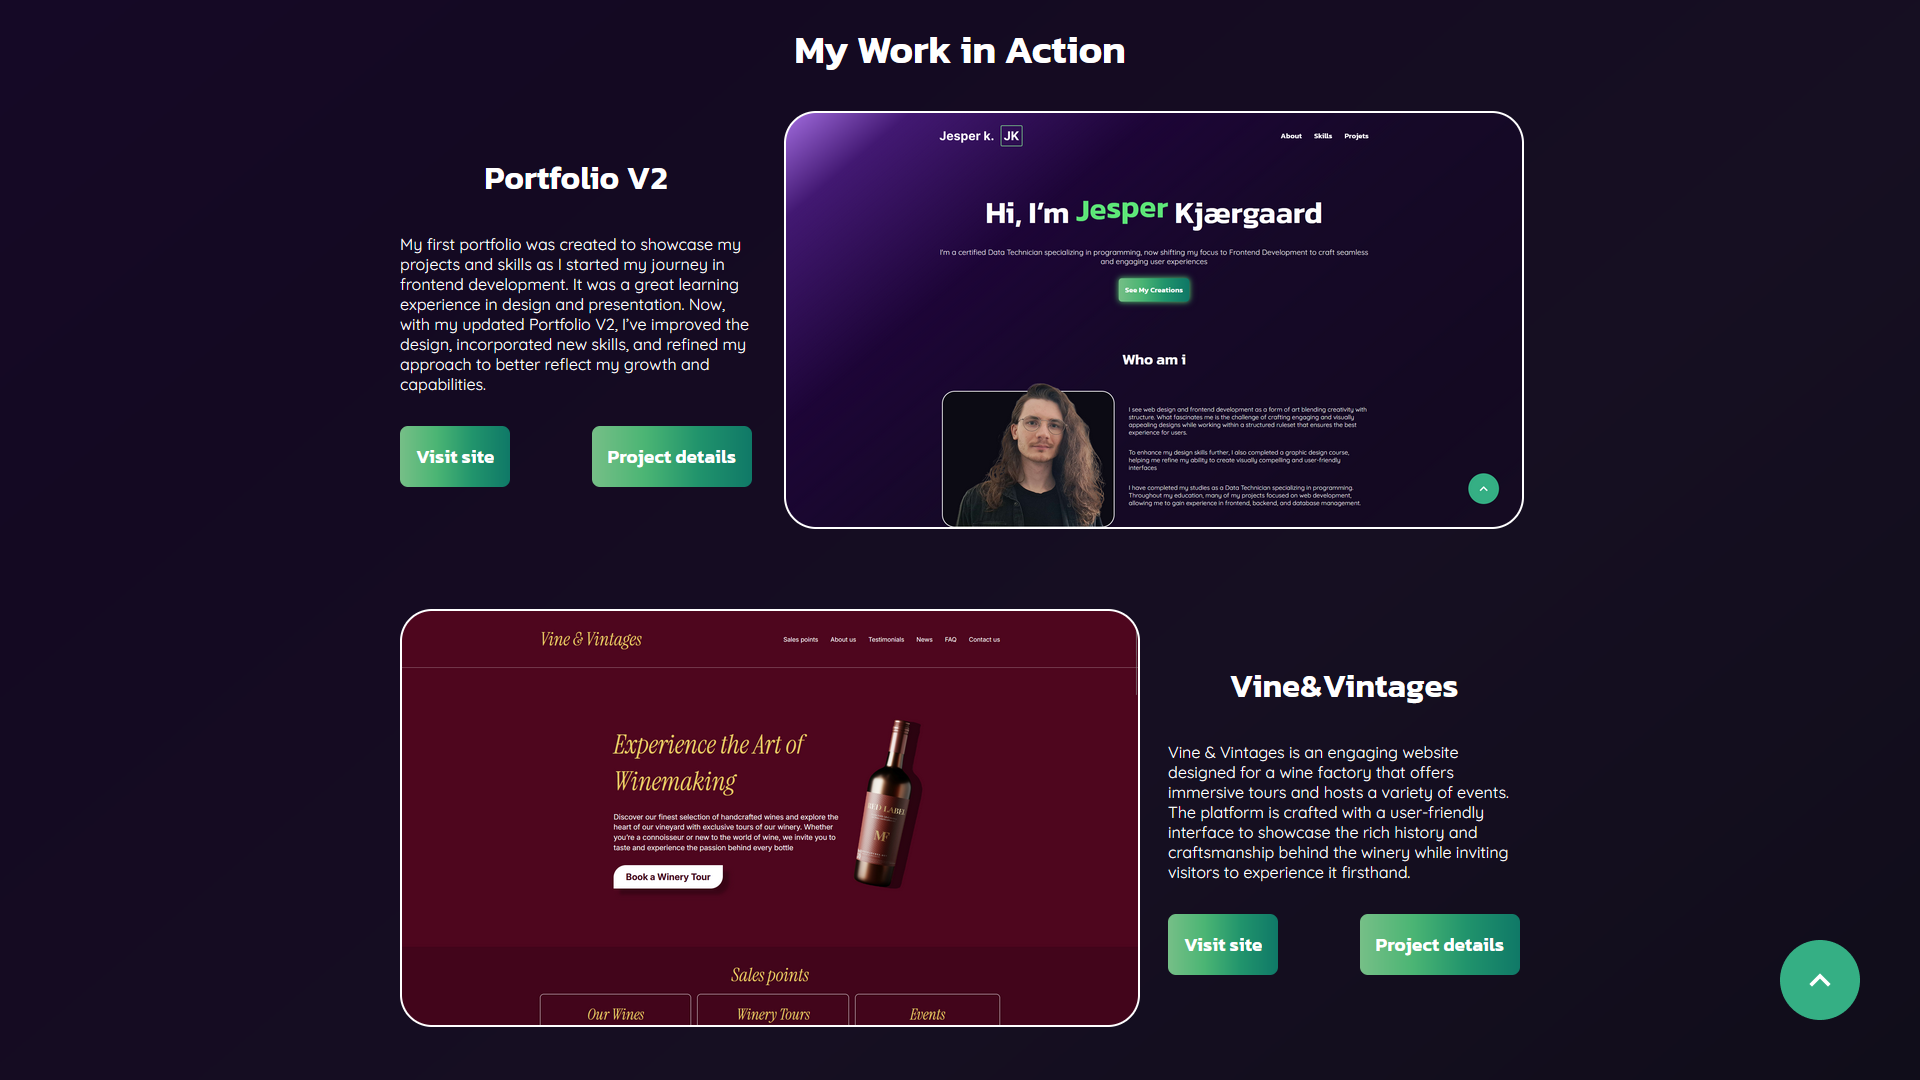 My Work in Action
Portfolio V2
My first portfolio was created to showcase my
projects and skills as I started my journey in
frontend development. It was a great learning
experience in design and presentation. Now,
with my updated Portfolio V2, I've improved the
design, incorporated new skills, and refined my
approach to better reflect my growth and
capabilities.
Visit site
Project details
Jesper k. JK
About Skills Projets
Hi, I'm Jesper Kjærgaard
I'm a certified Data Technician specializing in programming, now shifting my focus to Frontend Development to craft seamless
and engaging user experiences
See My Creations
Who am i
I see web design and frontend development as a form of art blending creativity with
structure. What fascinates me is the challenge of crafting engaging and visually
appealing designs while working within a structured ruleset that ensures the best
experience for users.
To enhance my design skills further, I also completed a graphic design course,
helping me refine my ability to create visually compelling and user-friendly
interfaces
I have completed my studies as a Data Technician specializing in programming.
Throughout my education, many of my projects focused on web development,
allowing me to gain experience in frontend, backend, and database management.
Vine & Vintages
Sales points About us Testimonials News FAQ Contact us
Experience the Art of
Winemaking
Discover our finest selection of handcrafted wines and explore the
heart of our vineyard with exclusive tours of our winery. Whether
you're a connoisseur or new to the world of wine, we invite you to
taste and experience the passion behind every bottle
Book a Winery Tour
RED LABEL
MF
Sales points
Our Wines
Winery Tours
Events
Vine&Vintages
Vine & Vintages is an engaging website
designed for a wine factory that offers
immersive tours and hosts a variety of events.
The platform is crafted with a user-friendly
interface to showcase the rich history and
craftsmanship behind the winery while inviting
visitors to experience it firsthand.
Visit site
Project details